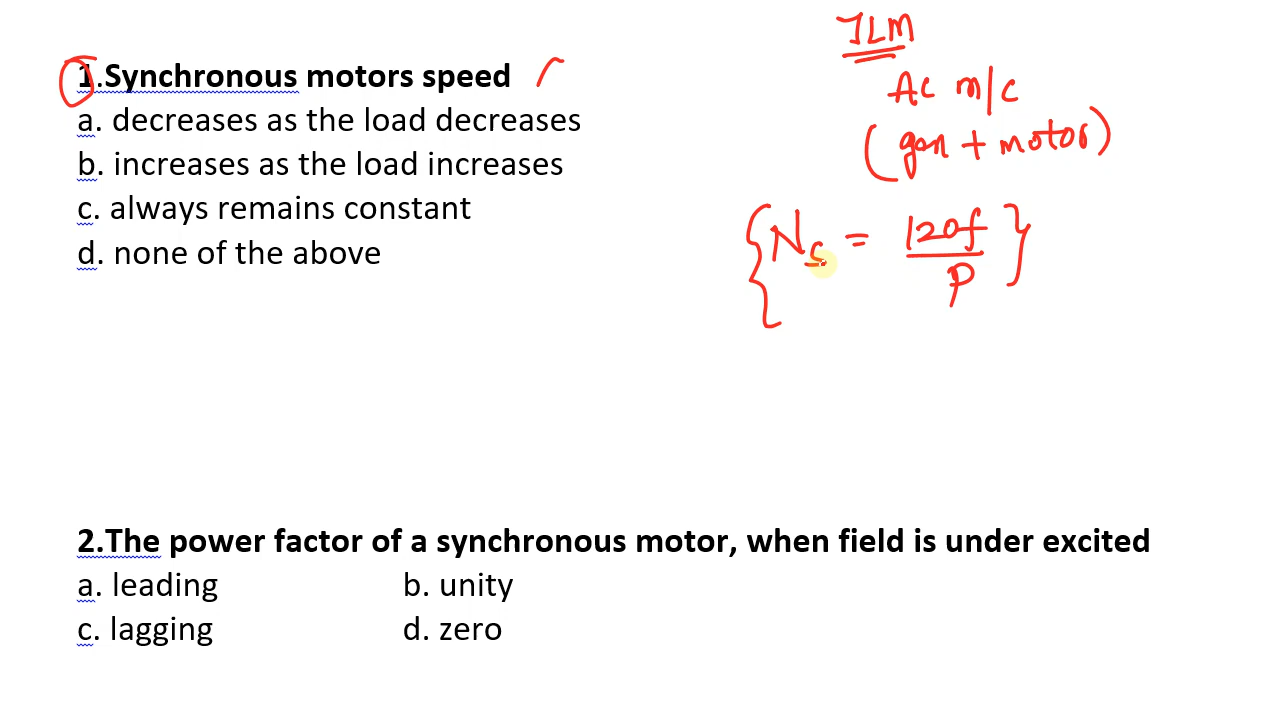 1.Synchronous motors speed
a. decreases as the load decreases
b. increases as the load increases
c. always remains constant
d. none of the above
AC m/c
(gen + motor)
{Ns = 120f/P}
2.The power factor of a synchronous motor, when field is under excited
a. leading b. unity
c. lagging d. zero